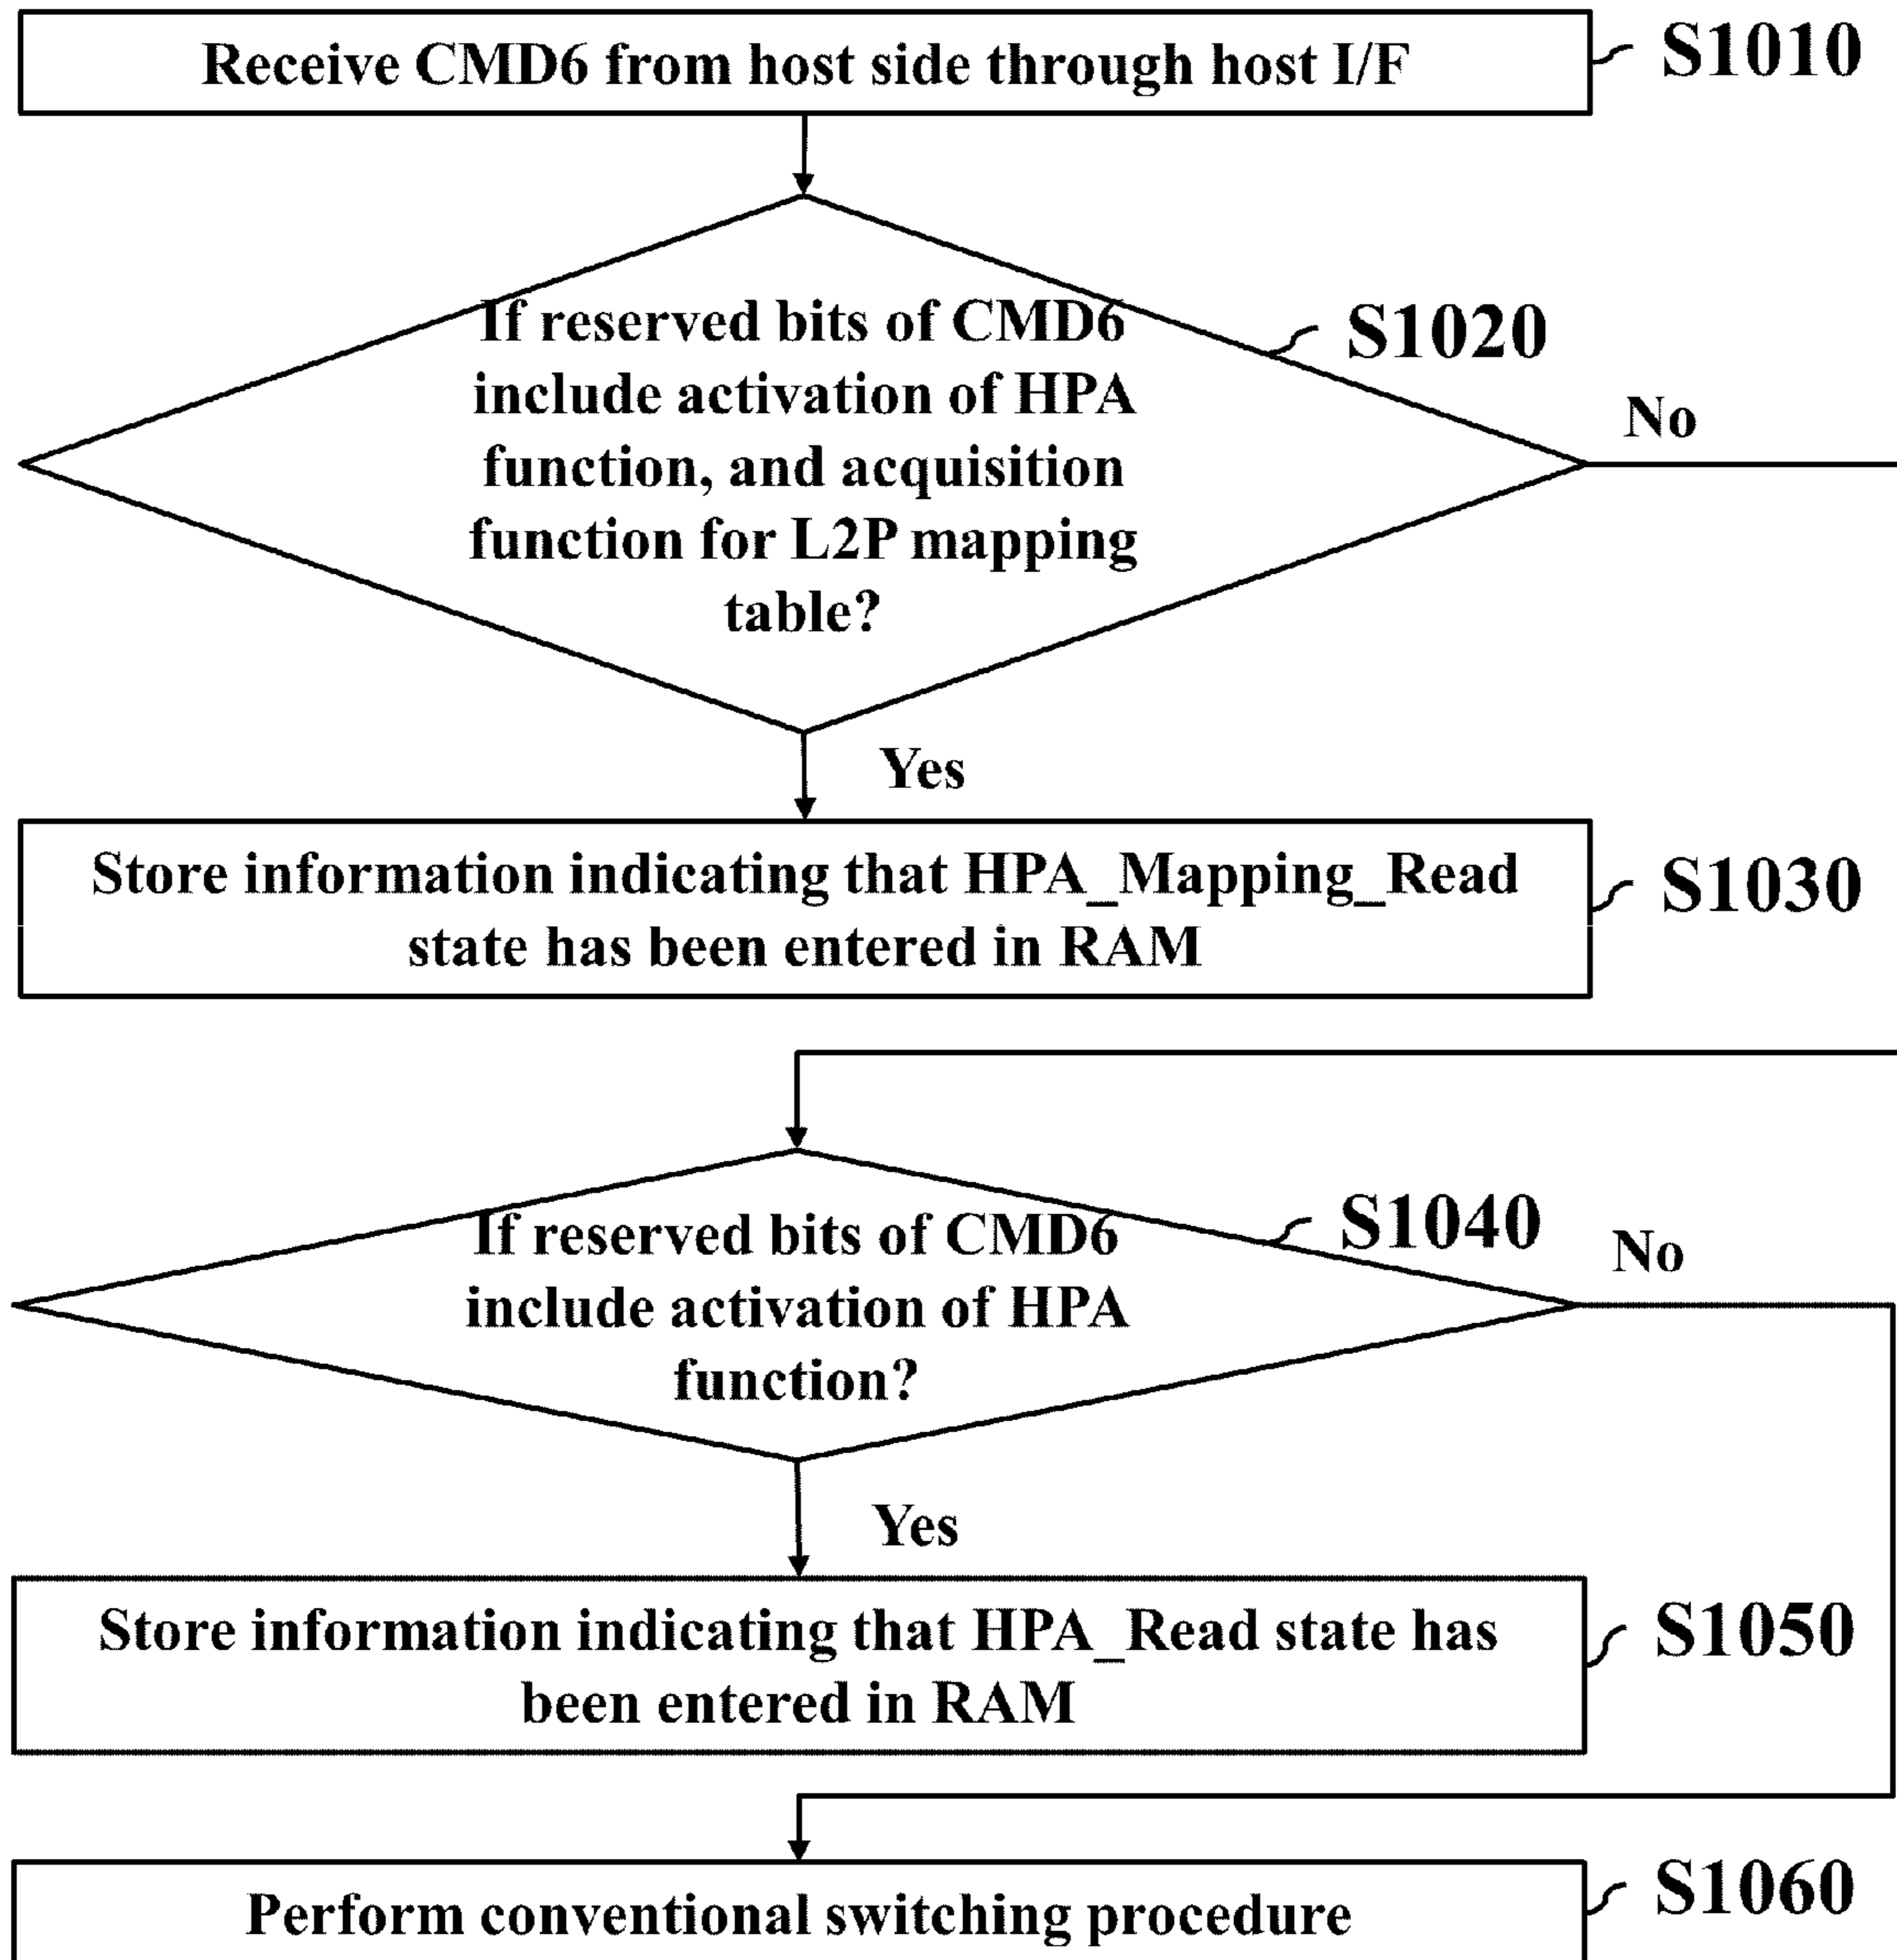 Receive CMD6 from host side through host I/F
S1010
If reserved bits of CMD6
include activation of HPA
function, and acquisition
function for L2P mapping
table?
S1020
No
Yes
Store information indicating that HPA_Mapping_Read
state has been entered in RAM
S1030
If reserved bits of CMD6
include activation of HPA
function?
S1040
No
Yes
Store information indicating that HPA_Read state has
been entered in RAM
S1050
Perform conventional switching procedure
S1060